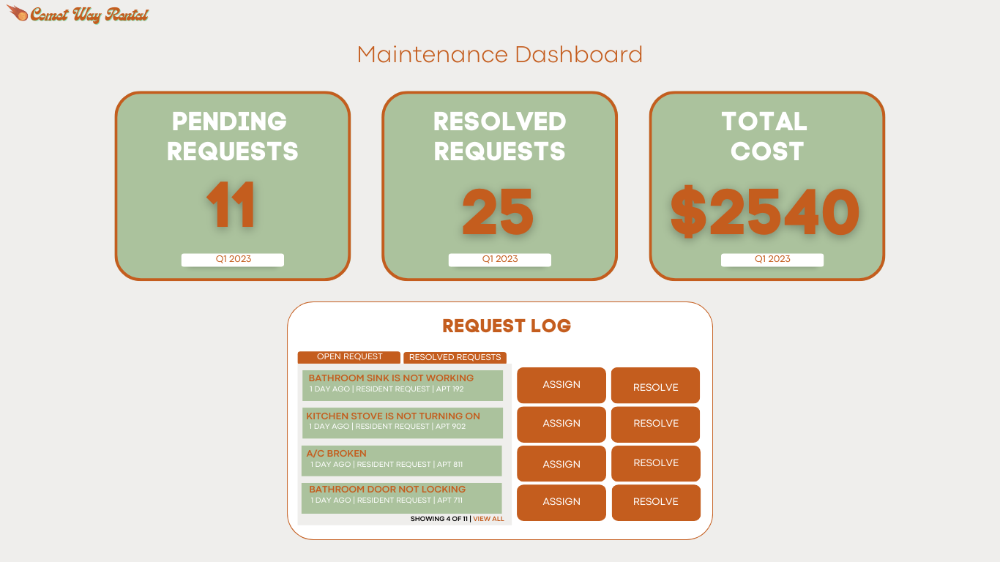 Comet Way Rental
Maintenance Dashboard
PENDING
REQUESTS
11
Q1 2023
RESOLVED
REQUESTS
25
Q1 2023
TOTAL
COST
$2540
Q1 2023
REQUEST LOG
OPEN REQUEST
RESOLVED REQUESTS
BATHROOM SINK IS NOT WORKING
1 DAY AGO | RESIDENT REQUEST | APT 192
ASSIGN
RESOLVE
KITCHEN STOVE IS NOT TURNING ON
1 DAY AGO | RESIDENT REQUEST | APT 902
ASSIGN
RESOLVE
A/C BROKEN
1 DAY AGO | RESIDENT REQUEST | APT 811
ASSIGN
RESOLVE
BATHROOM DOOR NOT LOCKING
1 DAY AGO | RESIDENT REQUEST | APT 711
ASSIGN
RESOLVE
SHOWING 4 OF 11 | VIEW ALL